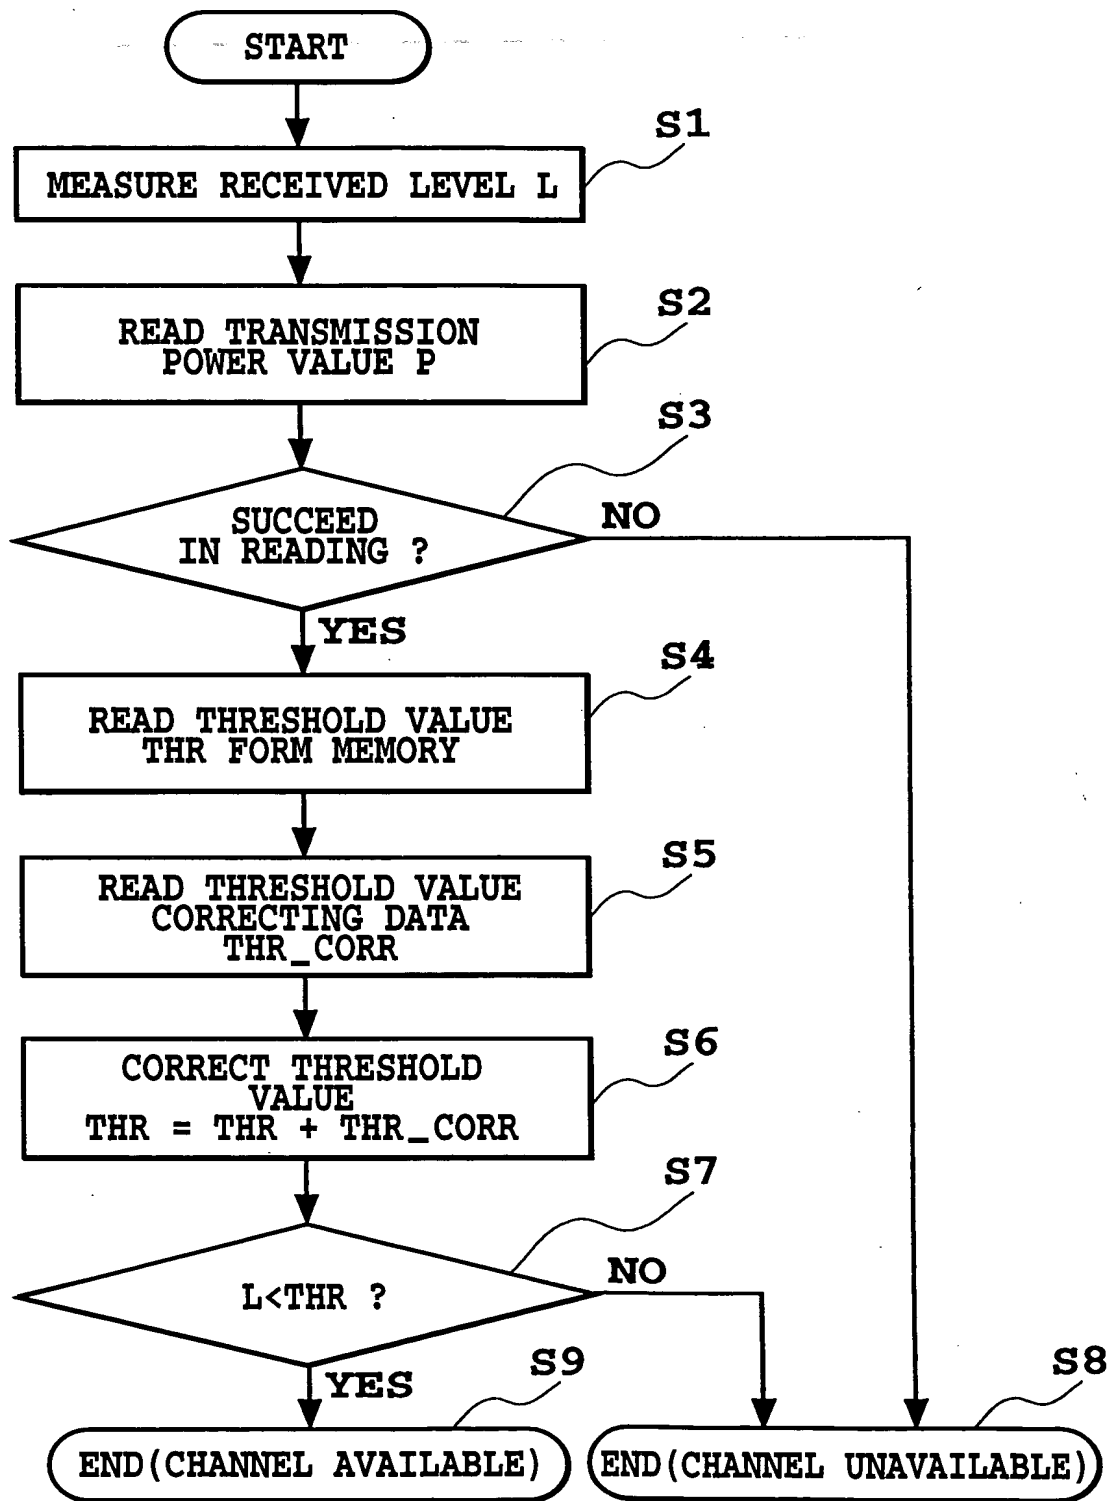 START
S1
MEASURE RECEIVED LEVEL L
S2
READ TRANSMISSION
POWER VALUE P
S3
SUCCEED
IN READING ?
NO
YES
S4
READ THRESHOLD VALUE
THR FORM MEMORY
S5
READ THRESHOLD VALUE
CORRECTING DATA
THR_CORR
S6
CORRECT THRESHOLD
VALUE
THR = THR + THR_CORR
S7
L<THR ?
NO
YES
S9
S8
END(CHANNEL AVAILABLE)
END(CHANNEL UNAVAILABLE)